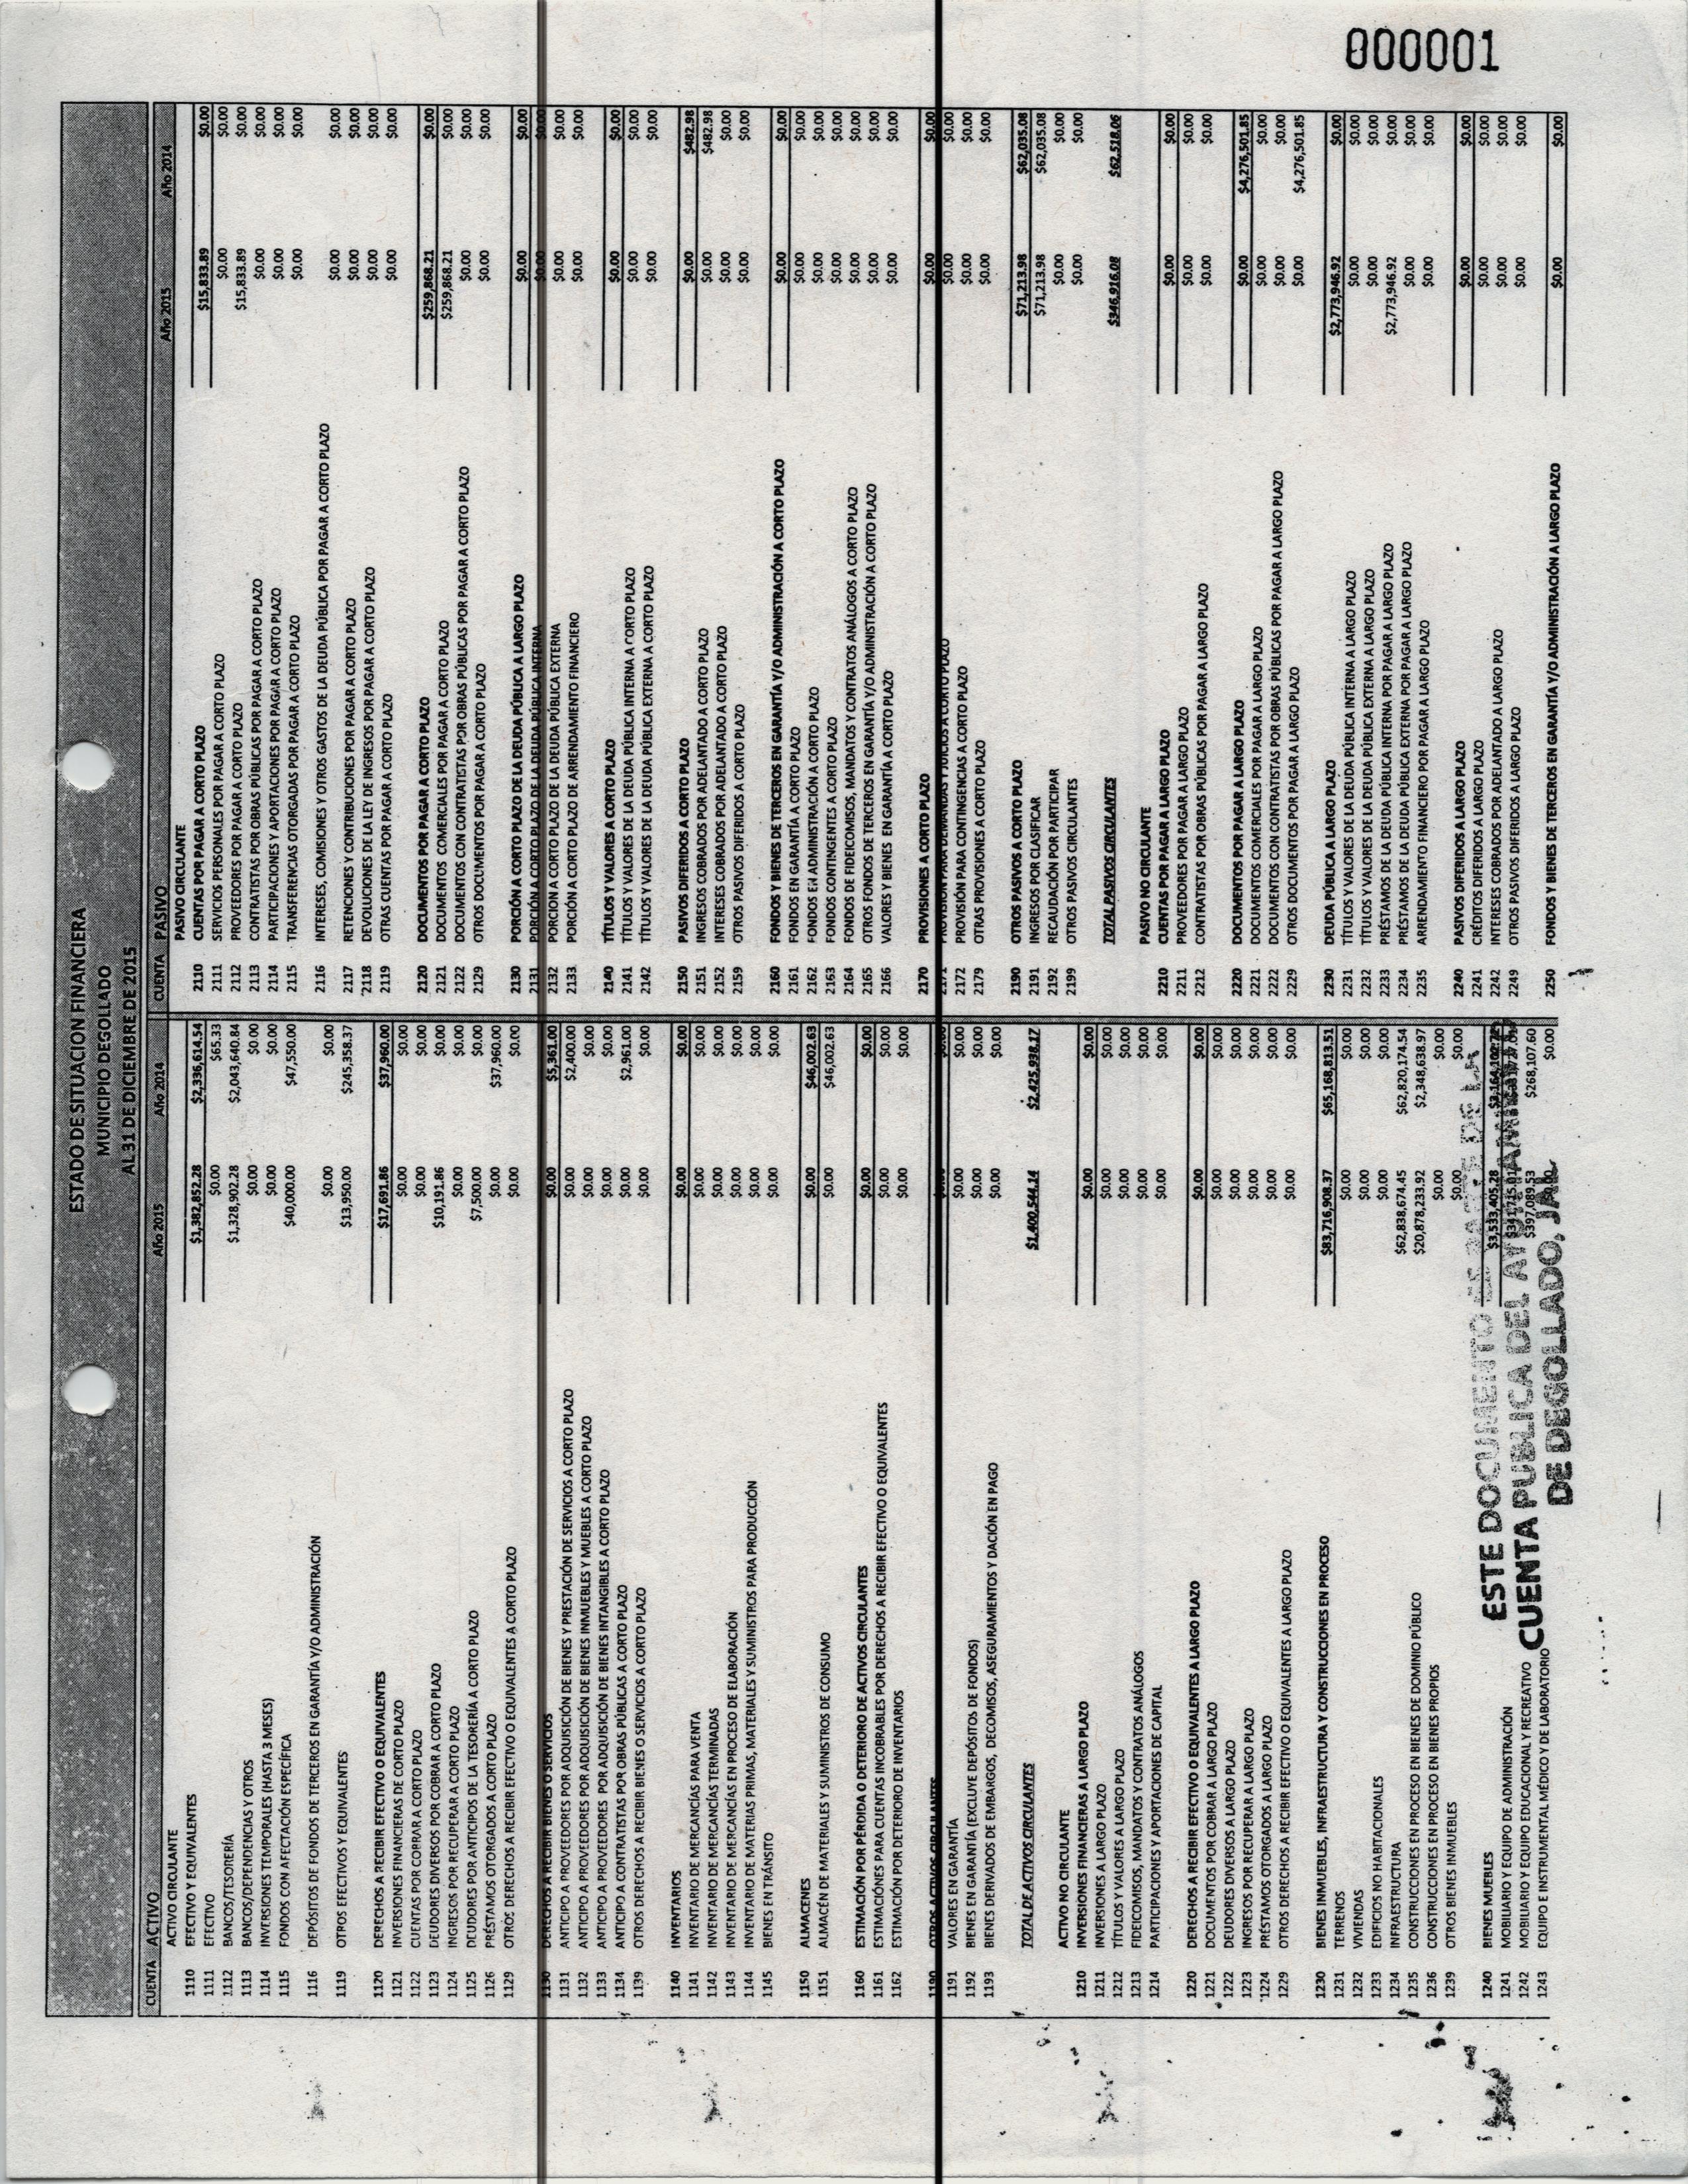 000001
ESTADO DE SITUACION FINANCIERA
MUNICIPIO DEGOLLADO
AL 31 DE DICIEMBRE DE 2015
CUENTA ACTIVO Año 2015 Año 2014
ACTIVO CIRCULANTE
1110 EFECTIVO Y EQUIVALENTES $1,382,852.28 $2,336,614.54
1111 EFECTIVO $0.00 $65.33
1112 BANCOS/TESORERÍA $1,328,902.28 $2,043,640.84
1113 BANCOS/DEPENDENCIAS Y OTROS $0.00 $0.00
1114 INVERSIONES TEMPORALES (HASTA 3 MESES) $0.00 $0.00
1115 FONDOS CON AFECTACIÓN ESPECÍFICA $40,000.00 $47,550.00
1116 DEPÓSITOS DE FONDOS DE TERCEROS EN GARANTÍA Y/O ADMINISTRACIÓN $0.00 $0.00
1119 OTROS EFECTIVOS Y EQUIVALENTES $13,950.00 $245,358.37
1120 DERECHOS A RECIBIR EFECTIVO O EQUIVALENTES $17,691.86 $37,960.00
1121 INVERSIONES FINANCIERAS DE CORTO PLAZO $0.00 $0.00
1122 CUENTAS POR COBRAR A CORTO PLAZO $0.00 $0.00
1123 DEUDORES DIVERSOS POR COBRAR A CORTO PLAZO $10,191.86 $0.00
1124 INGRESOS POR RECUPERAR A CORTO PLAZO $0.00 $0.00
1125 DEUDORES POR ANTICIPOS DE LA TESORERÍA A CORTO PLAZO $7,500.00 $0.00
1126 PRÉSTAMOS OTORGADOS A CORTO PLAZO $0.00 $37,960.00
1129 OTROS DERECHOS A RECIBIR EFECTIVO O EQUIVALENTES A CORTO PLAZO $0.00 $0.00
1130 DERECHOS A RECIBIR BIENES O SERVICIOS $0.00 $5,361.00
1131 ANTICIPO A PROVEEDORES POR ADQUISICIÓN DE BIENES Y PRESTACIÓN DE SERVICIOS A CORTO PLAZO $0.00 $2,400.00
1132 ANTICIPO A PROVEEDORES POR ADQUISICIÓN DE BIENES INMUEBLES Y MUEBLES A CORTO PLAZO $0.00 $0.00
1133 ANTICIPO A PROVEEDORES POR ADQUISICIÓN DE BIENES INTANGIBLES A CORTO PLAZO $0.00 $0.00
1134 ANTICIPO A CONTRATISTAS POR OBRAS PÚBLICAS A CORTO PLAZO $0.00 $2,961.00
1139 OTROS DERECHOS A RECIBIR BIENES O SERVICIOS A CORTO PLAZO $0.00 $0.00
1140 INVENTARIOS $0.00 $0.00
1141 INVENTARIO DE MERCANCÍAS PARA VENTA $0.00 $0.00
1142 INVENTARIO DE MERCANCÍAS TERMINADAS $0.00 $0.00
1143 INVENTARIO DE MERCANCÍAS EN PROCESO DE ELABORACIÓN $0.00 $0.00
1144 INVENTARIO DE MATERIAS PRIMAS, MATERIALES Y SUMINISTROS PARA PRODUCCIÓN $0.00 $0.00
1145 BIENES EN TRÁNSITO $0.00 $0.00
1150 ALMACENES $0.00 $46,002.63
1151 ALMACÉN DE MATERIALES Y SUMINISTROS DE CONSUMO $0.00 $46,002.63
1160 ESTIMACIÓN POR PÉRDIDA O DETERIORO DE ACTIVOS CIRCULANTES $0.00 $0.00
1161 ESTIMACIÓNES PARA CUENTAS INCOBRABLES POR DERECHOS A RECIBIR EFECTIVO O EQUIVALENTES $0.00 $0.00
1162 ESTIMACIÓN POR DETERIORO DE INVENTARIOS $0.00 $0.00
1190 OTROS ACTIVOS CIRCULANTES $0.00 $0.00
1191 VALORES EN GARANTÍA $0.00 $0.00
1192 BIENES EN GARANTÍA (EXCLUYE DEPÓSITOS DE FONDOS) $0.00 $0.00
1193 BIENES DERIVADOS DE EMBARGOS, DECOMISOS, ASEGURAMIENTOS Y DACIÓN EN PAGO $0.00 $0.00
TOTAL DE ACTIVOS CIRCULANTES $1,400,544.14 $2,425,938.17
ACTIVO NO CIRCULANTE
1210 INVERSIONES FINANCIERAS A LARGO PLAZO $0.00 $0.00
1211 INVERSIONES A LARGO PLAZO $0.00 $0.00
1212 TÍTULOS Y VALORES A LARGO PLAZO $0.00 $0.00
1213 FIDEICOMISOS, MANDATOS Y CONTRATOS ANÁLOGOS $0.00 $0.00
1214 PARTICIPACIONES Y APORTACIONES DE CAPITAL $0.00 $0.00
1220 DERECHOS A RECIBIR EFECTIVO O EQUIVALENTES A LARGO PLAZO $0.00 $0.00
1221 DOCUMENTOS POR COBRAR A LARGO PLAZO $0.00 $0.00
1222 DEUDORES DIVERSOS A LARGO PLAZO $0.00 $0.00
1223 INGRESOS POR RECUPERAR A LARGO PLAZO $0.00 $0.00
1224 PRÉSTAMOS OTORGADOS A LARGO PLAZO $0.00 $0.00
1229 OTROS DERECHOS A RECIBIR EFECTIVO O EQUIVALENTES A LARGO PLAZO $0.00 $0.00
1230 BIENES INMUEBLES, INFRAESTRUCTURA Y CONSTRUCIONES EN PROCESO $83,716,908.37 $65,168,813.51
1231 TERRENOS $0.00 $0.00
1232 VIVIENDAS $0.00 $0.00
1233 EDIFICIOS NO HABITACIONALES $0.00 $0.00
1234 INFRAESTRUCTURA $62,838,674.45 $62,820,174.54
1235 CONSTRUCCIONES EN PROCESO EN BIENES DE DOMINIO PÚBLICO $20,878,233.92 $2,348,638.97
1236 CONSTRUCCIONES EN PROCESO EN BIENES PROPIOS $0.00 $0.00
1239 OTROS BIENES INMUEBLES $0.00 $0.00
1240 BIENES MUEBLES $3,533,405.28
1241 MOBILIARIO Y EQUIPO DE ADMINISTRACIÓN
1242 MOBILIARIO Y EQUIPO EDUCACIONAL Y RECREATIVO $397,089.53 $268,107.60
1243 EQUIPO E INSTRUMENTAL MÉDICO Y DE LABORATORIO $0.00
CUENTA PASIVO Año 2015 Año 2014
PASIVO CIRCULANTE
2110 CUENTAS POR PAGAR A CORTO PLAZO $15,833.89 $0.00
2111 SERVICIOS PERSONALES POR PAGAR A CORTO PLAZO $0.00 $0.00
2112 PROVEEDORES POR PAGAR A CORTO PLAZO $15,833.89 $0.00
2113 CONTRATISTAS POR OBRAS PÚBLICAS POR PAGAR A CORTO PLAZO $0.00 $0.00
2114 PARTICIPACIONES Y APORTACIONES POR PAGAR A CORTO PLAZO $0.00 $0.00
2115 TRANSFERENCIAS OTORGADAS POR PAGAR A CORTO PLAZO $0.00 $0.00
2116 INTERESES, COMISIONES Y OTROS GASTOS DE LA DEUDA PÚBLICA POR PAGAR A CORTO PLAZO $0.00 $0.00
2117 RETENCIONES Y CONTRIBUCIONES POR PAGAR A CORTO PLAZO $0.00 $0.00
2118 DEVOLUCIONES DE LA LEY DE INGRESOS POR PAGAR A CORTO PLAZO $0.00 $0.00
2119 OTRAS CUENTAS POR PAGAR A CORTO PLAZO $0.00 $0.00
2120 DOCUMENTOS POR PAGAR A CORTO PLAZO $259,868.21 $0.00
2121 DOCUMENTOS COMERCIALES POR PAGAR A CORTO PLAZO $259,868.21 $0.00
2122 DOCUMENTOS CON CONTRATISTAS POR OBRAS PÚBLICAS POR PAGAR A CORTO PLAZO $0.00 $0.00
2129 OTROS DOCUMENTOS POR PAGAR A CORTO PLAZO $0.00 $0.00
2130 PORCIÓN A CORTO PLAZO DE LA DEUDA PÚBLICA A LARGO PLAZO $0.00 $0.00
2131 PORCIÓN A CORTO PLAZO DE LA DEUDA PÚBLICA INTERNA $0.00 $0.00
2132 PORCIÓN A CORTO PLAZO DE LA DEUDA PÚBLICA EXTERNA $0.00 $0.00
2133 PORCIÓN A CORTO PLAZO DE ARRENDAMIENTO FINANCIERO $0.00 $0.00
2140 TÍTULOS Y VALORES A CORTO PLAZO $0.00 $0.00
2141 TÍTULOS Y VALORES DE LA DEUDA PÚBLICA INTERNA A CORTO PLAZO $0.00 $0.00
2142 TÍTULOS Y VALORES DE LA DEUDA PÚBLICA EXTERNA A CORTO PLAZO $0.00 $0.00
2150 PASIVOS DIFERIDOS A CORTO PLAZO $0.00 $482.98
2151 INGRESOS COBRADOS POR ADELANTADO A CORTO PLAZO $0.00 $482.98
2152 INTERESES COBRADOS POR ADELANTADO A CORTO PLAZO $0.00 $0.00
2159 OTROS PASIVOS DIFERIDOS A CORTO PLAZO $0.00 $0.00
2160 FONDOS Y BIENES DE TERCEROS EN GARANTÍA Y/O ADMINISTRACIÓN A CORTO PLAZO $0.00 $0.00
2161 FONDOS EN GARANTÍA A CORTO PLAZO $0.00 $0.00
2162 FONDOS EN ADMINISTRACIÓN A CORTO PLAZO $0.00 $0.00
2163 FONDOS CONTINGENTES A CORTO PLAZO $0.00 $0.00
2164 FONDOS DE FIDEICOMISOS, MANDATOS Y CONTRATOS ANÁLOGOS A CORTO PLAZO $0.00 $0.00
2165 OTROS FONDOS DE TERCEROS EN GARANTÍA Y/O ADMINISTRACIÓN A CORTO PLAZO $0.00 $0.00
2166 VALORES Y BIENES EN GARANTÍA A CORTO PLAZO $0.00 $0.00
2170 PROVISIONES A CORTO PLAZO $0.00 $0.00
2171 PROVISIÓN PARA DEMANDAS Y JUICIOS A CORTO PLAZO $0.00 $0.00
2172 PROVISIÓN PARA CONTINGENCIAS A CORTO PLAZO $0.00 $0.00
2179 OTRAS PROVISIONES A CORTO PLAZO $0.00 $0.00
2190 OTROS PASIVOS A CORTO PLAZO $71,213.98 $62,035.08
2191 INGRESOS POR CLASIFICAR $71,213.98 $62,035.08
2192 RECAUDACIÓN POR PARTICIPAR $0.00 $0.00
2199 OTROS PASIVOS CIRCULANTES $0.00 $0.00
TOTAL PASIVOS CIRCULANTES $346,916.08 $62,518.06
PASIVO NO CIRCULANTE
2210 CUENTAS POR PAGAR A LARGO PLAZO $0.00 $0.00
2211 PROVEEDORES POR PAGAR A LARGO PLAZO $0.00 $0.00
2212 CONTRATISTAS POR OBRAS PÚBLICAS POR PAGAR A LARGO PLAZO $0.00 $0.00
2220 DOCUMENTOS POR PAGAR A LARGO PLAZO $0.00 $4,276,501.85
2221 DOCUMENTOS COMERCIALES POR PAGAR A LARGO PLAZO $0.00 $0.00
2222 DOCUMENTOS CON CONTRATISTAS POR OBRAS PÚBLICAS POR PAGAR A LARGO PLAZO $0.00 $0.00
2229 OTROS DOCUMENTOS POR PAGAR A LARGO PLAZO $0.00 $4,276,501.85
2230 DEUDA PÚBLICA A LARGO PLAZO $2,773,946.92 $0.00
2231 TÍTULOS Y VALORES DE LA DEUDA PÚBLICA INTERNA A LARGO PLAZO $0.00 $0.00
2232 TÍTULOS Y VALORES DE LA DEUDA PÚBLICA EXTERNA A LARGO PLAZO $0.00 $0.00
2233 PRÉSTAMOS DE LA DEUDA PÚBLICA INTERNA POR PAGAR A LARGO PLAZO $2,773,946.92 $0.00
2234 PRÉSTAMOS DE LA DEUDA PÚBLICA EXTERNA POR PAGAR A LARGO PLAZO $0.00 $0.00
2235 ARRENDAMIENTO FINANCIERO POR PAGAR A LARGO PLAZO $0.00 $0.00
2240 PASIVOS DIFERIDOS A LARGO PLAZO $0.00 $0.00
2241 CRÉDITOS DIFERIDOS A LARGO PLAZO $0.00 $0.00
2242 INTERESES COBRADOS POR ADELANTADO A LARGO PLAZO $0.00 $0.00
2249 OTROS PASIVOS DIFERIDOS A LARGO PLAZO $0.00 $0.00
2250 FONDOS Y BIENES DE TERCEROS EN GARANTÍA Y/O ADMINISTRACIÓN A LARGO PLAZO $0.00 $0.00
ESTE DOCUMENTO ES PARTE DE LA
CUENTA PUBLICA DEL AYUNTAMIENTO
DE DEGOLLADO, JAL